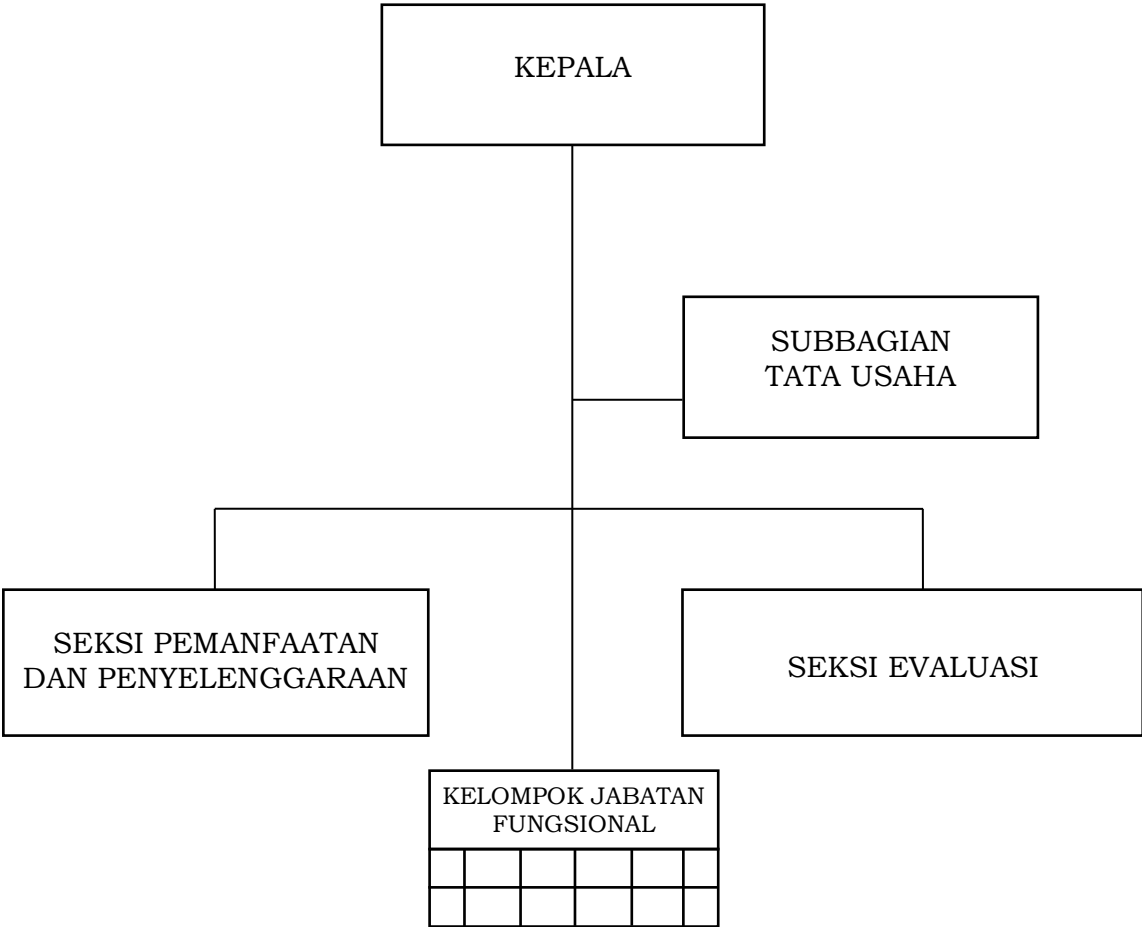 KEPALA
SUBBAGIAN
TATA USAHA
SEKSI PEMANFAATAN
DAN PENYELENGGARAAN
SEKSI EVALUASI
KELOMPOK JABATAN
FUNGSIONAL